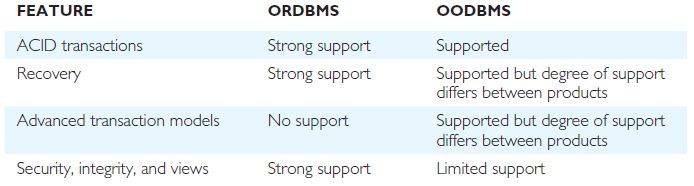 FEATURE ORDBMS OODBMS
ACID transactions Strong support Supported
Recovery Strong support Supported but degree of support
differs between products
Advanced transaction models No support Supported but degree of support
differs between products
Security, integrity, and views Strong support Limited support